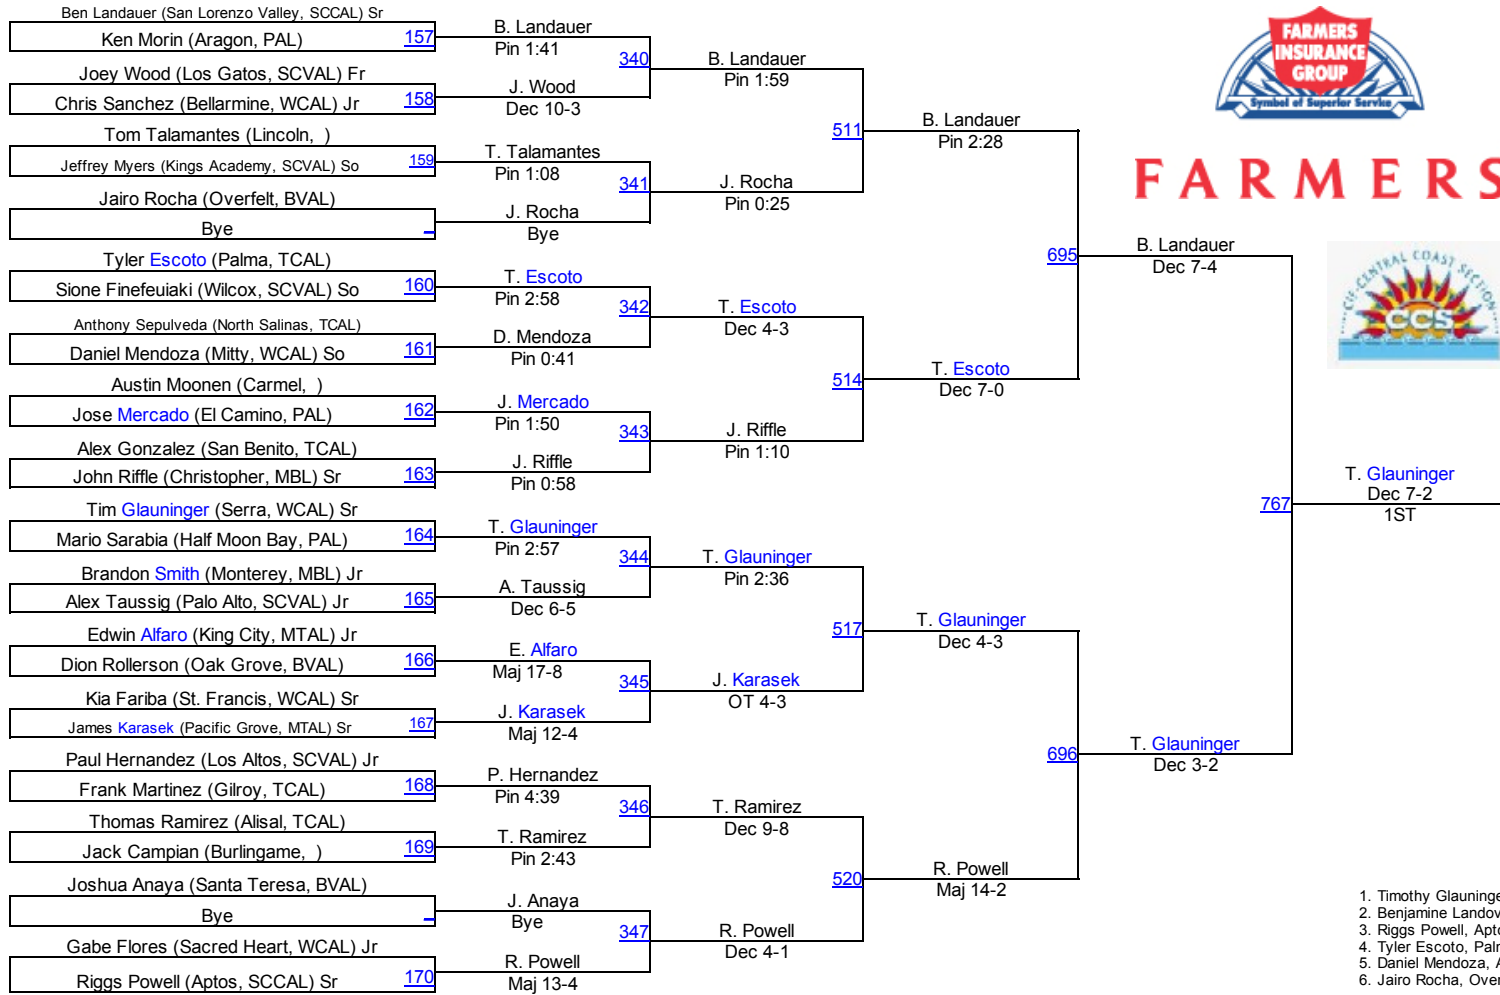 Ben Landauer (San Lorenzo Valley, SCCAL) Sr
Ken Morin (Aragon, PAL)
157
Joey Wood (Los Gatos, SCVAL) Fr
Chris Sanchez (Bellarmine, WCAL) Jr
158
Tom Talamantes (Lincoln, )
Jeffrey Myers (Kings Academy, SCVAL) So
159
Jairo Rocha (Overfelt, BVAL)
Bye
Tyler Escoto (Palma, TCAL)
Sione Finefeuiaki (Wilcox, SCVAL) So
160
Anthony Sepulveda (North Salinas, TCAL)
Daniel Mendoza (Mitty, WCAL) So
161
Austin Moonen (Carmel, )
Jose Mercado (El Camino, PAL)
162
Alex Gonzalez (San Benito, TCAL)
John Riffle (Christopher, MBL) Sr
163
Tim Glauninger (Serra, WCAL) Sr
Mario Sarabia (Half Moon Bay, PAL)
164
Brandon Smith (Monterey, MBL) Jr
Alex Taussig (Palo Alto, SCVAL) Jr
165
Edwin Alfaro (King City, MTAL) Jr
Dion Rollerson (Oak Grove, BVAL)
166
Kia Fariba (St. Francis, WCAL) Sr
James Karasek (Pacific Grove, MTAL) Sr
167
Paul Hernandez (Los Altos, SCVAL) Jr
Frank Martinez (Gilroy, TCAL)
168
Thomas Ramirez (Alisal, TCAL)
Jack Campian (Burlingame, )
169
Joshua Anaya (Santa Teresa, BVAL)
Bye
Gabe Flores (Sacred Heart, WCAL) Jr
Riggs Powell (Aptos, SCCAL) Sr
170
B. Landauer
Pin 1:41
340
J. Wood
Dec 10-3
T. Talamantes
Pin 1:08
341
J. Rocha
Bye
T. Escoto
Pin 2:58
342
D. Mendoza
Pin 0:41
J. Mercado
Pin 1:50
343
J. Riffle
Pin 0:58
T. Glauninger
Pin 2:57
344
A. Taussig
Dec 6-5
E. Alfaro
Maj 17-8
345
J. Karasek
Maj 12-4
P. Hernandez
Pin 4:39
346
T. Ramirez
Pin 2:43
J. Anaya
Bye
347
R. Powell
Maj 13-4
B. Landauer
Pin 1:59
511
J. Rocha
Pin 0:25
T. Escoto
Dec 4-3
514
J. Riffle
Pin 1:10
T. Glauninger
Pin 2:36
517
J. Karasek
OT 4-3
T. Ramirez
Dec 9-8
520
R. Powell
Dec 4-1
B. Landauer
Pin 2:28
695
T. Escoto
Dec 7-0
T. Glauninger
Dec 4-3
696
R. Powell
Maj 14-2
B. Landauer
Dec 7-4
767
T. Glauninger
Dec 3-2
T. Glauninger
Dec 7-2
1ST
FARMERS
INSURANCE
GROUP
Symbol of Superior Service
FARMERS
CIF-CENTRAL COAST SECTION
CCS
1. Timothy Glauninge
2. Benjamine Landov
3. Riggs Powell, Apto
4. Tyler Escoto, Palm
5. Daniel Mendoza, A
6. Jairo Rocha, Over